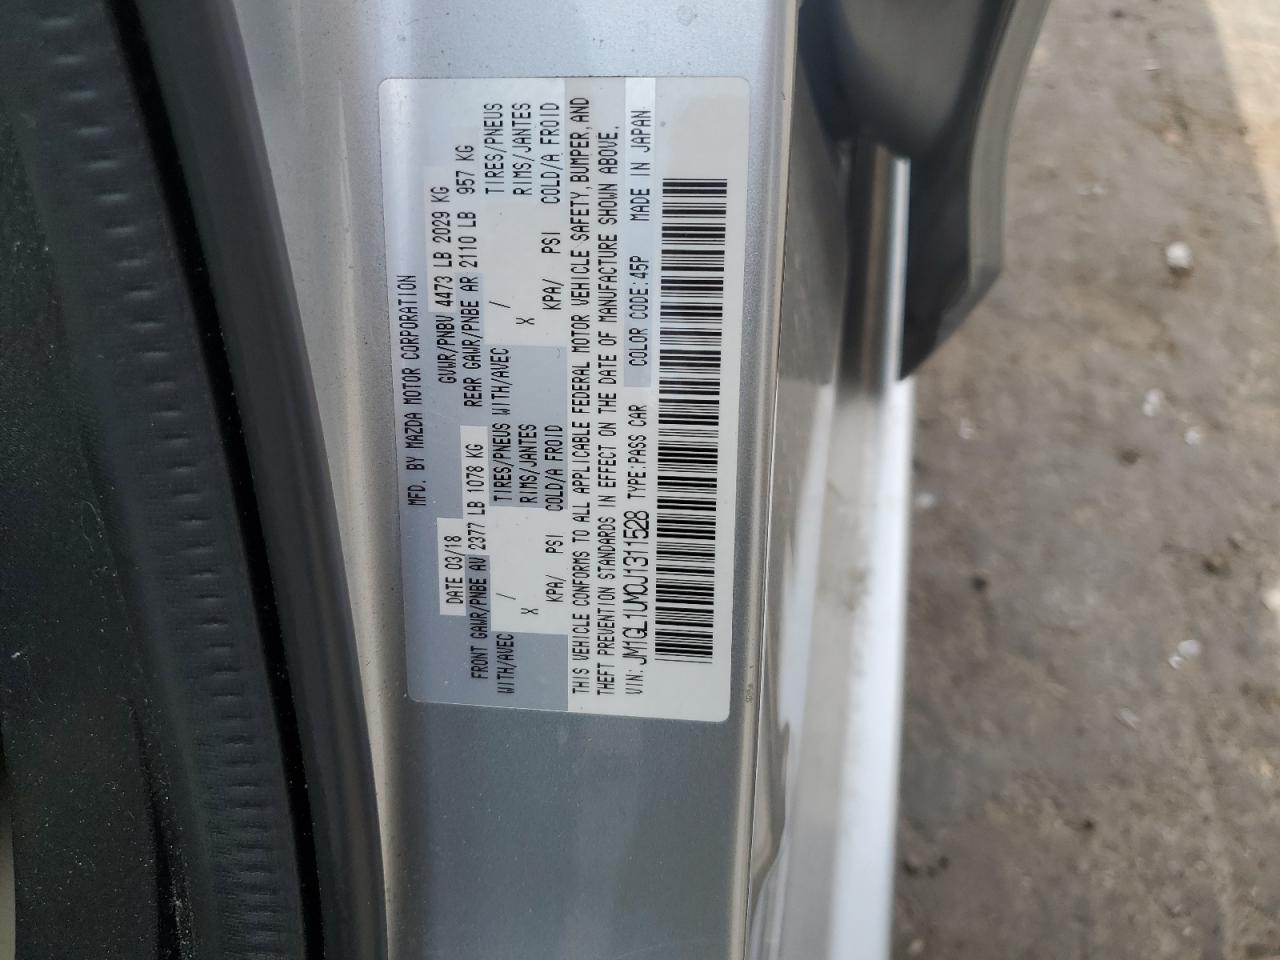 MFD. BY MAZDA MOTOR CORPORATION
DATE 03/18 GVWR/PNBV 4473 LB 2029 KG
FRONT GAWR/PNBE AV 2377 LB 1078 KG REAR GAWR/PNBE AR 2110 LB 957 KG
WITH/AVEC / TIRES/PNEUS WITH/AVEC / TIRES/PNEUS
X RIMS/JANTES X RIMS/JANTES
KPA/ PSI COLD/A FROID KPA/ PSI COLD/A FROID
THIS VEHICLE CONFORMS TO ALL APPLICABLE FEDERAL MOTOR VEHICLE SAFETY, BUMPER, AND
THEFT PREVENTION STANDARDS IN EFFECT ON THE DATE OF MANUFACTURE SHOWN ABOVE.
VIN: JM1GL1UM0J1311528 TYPE:PASS CAR COLOR CODE:45P MADE IN JAPAN